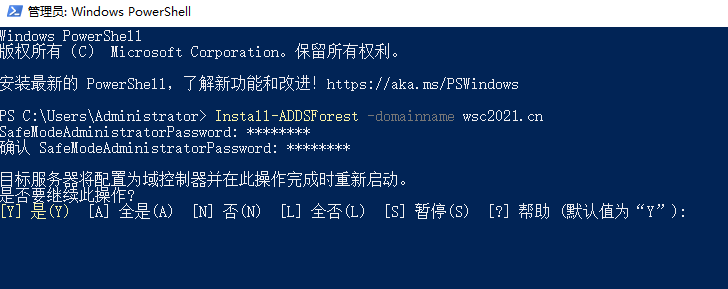 管理员: Windows PowerShell
Windows PowerShell
版权所有 (C) Microsoft Corporation。保留所有权利。
安装最新的 PowerShell，了解新功能和改进！https://aka.ms/PSWindows
PS C:\Users\Administrator> Install-ADDSForest -domainname wsc2021.cn
SafeModeAdministratorPassword: ********
确认 SafeModeAdministratorPassword: ********
目标服务器将配置为域控制器并在此操作完成时重新启动。
是否要继续此操作?
[Y] 是(Y)  [A] 全是(A)  [N] 否(N)  [L] 全否(L)  [S] 暂停(S)  [?] 帮助 (默认值为“Y”):